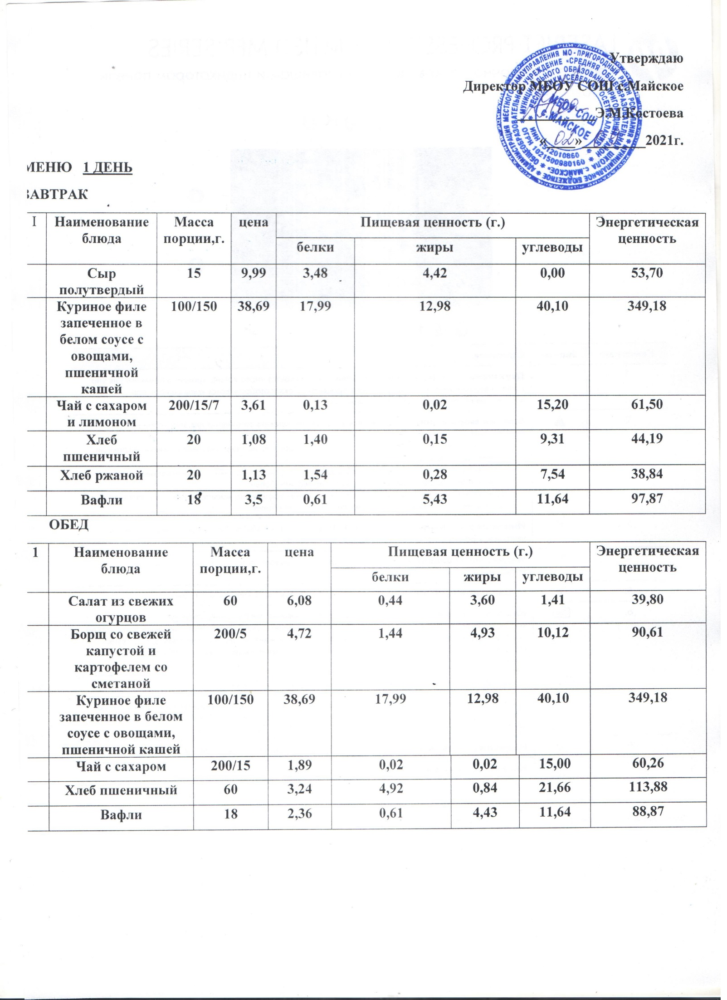 Утверждаю
Директор МБОУ СОШ с.Майское
Э.М.Костоева
« 02 » 2021г.
МЕНЮ 1 ДЕНЬ
ЗАВТРАК
I Наименование блюда Масса порции,г. цена Пищевая ценность (г.) Энергетическая ценность
белки жиры углеводы
Сыр полутвердый 15 9,99 3,48 4,42 0,00 53,70
Куриное филе запеченное в белом соусе с овощами, пшеничной кашей 100/150 38,69 17,99 12,98 40,10 349,18
Чай с сахаром и лимоном 200/15/7 3,61 0,13 0,02 15,20 61,50
Хлеб пшеничный 20 1,08 1,40 0,15 9,31 44,19
Хлеб ржаной 20 1,13 1,54 0,28 7,54 38,84
Вафли 18 3,5 0,61 5,43 11,64 97,87
ОБЕД
1 Наименование блюда Масса порции,г. цена Пищевая ценность (г.) Энергетическая ценность
белки жиры углеводы
Салат из свежих огурцов 60 6,08 0,44 3,60 1,41 39,80
Борщ со свежей капустой и картофелем со сметаной 200/5 4,72 1,44 4,93 10,12 90,61
Куриное филе запеченное в белом соусе с овощами, пшеничной кашей 100/150 38,69 17,99 12,98 40,10 349,18
Чай с сахаром 200/15 1,89 0,02 0,02 15,00 60,26
Хлеб пшеничный 60 3,24 4,92 0,84 21,66 113,88
Вафли 18 2,36 0,61 4,43 11,64 88,87
МБОУ СОШ
с.МАЙСКОЕ
ОГРН 1021500980160